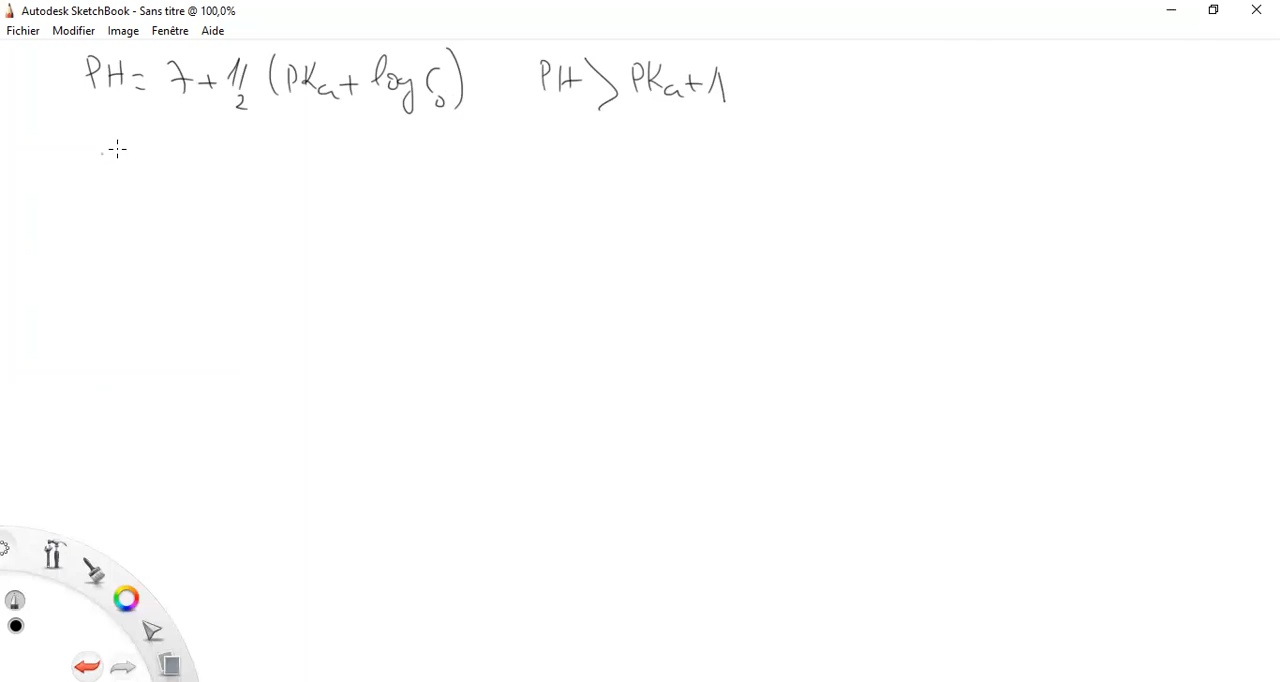 Autodesk SketchBook - Sans titre @ 100,0%
Fichier Modifier Image Fenêtre Aide
PH = 7 + 1/2 (PKa + log C0) PH > PKa + 1